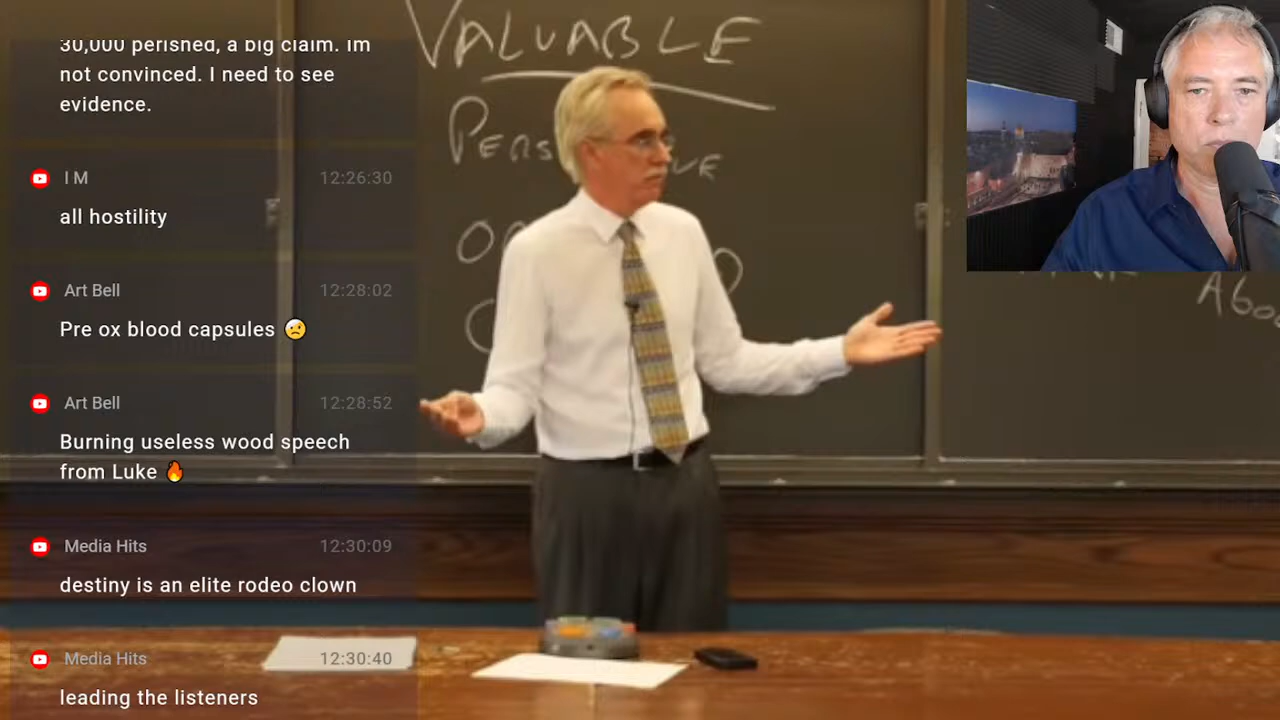 30,000 perished, a big claim. Im
not convinced. I need to see
evidence.
I M 12:26:30
all hostility
Art Bell 12:28:02
Pre ox blood capsules 🤕
Art Bell 12:28:52
Burning useless wood speech
from Luke 🔥
Media Hits 12:30:09
destiny is an elite rodeo clown
Media Hits 12:30:40
leading the listeners
VALUABLE